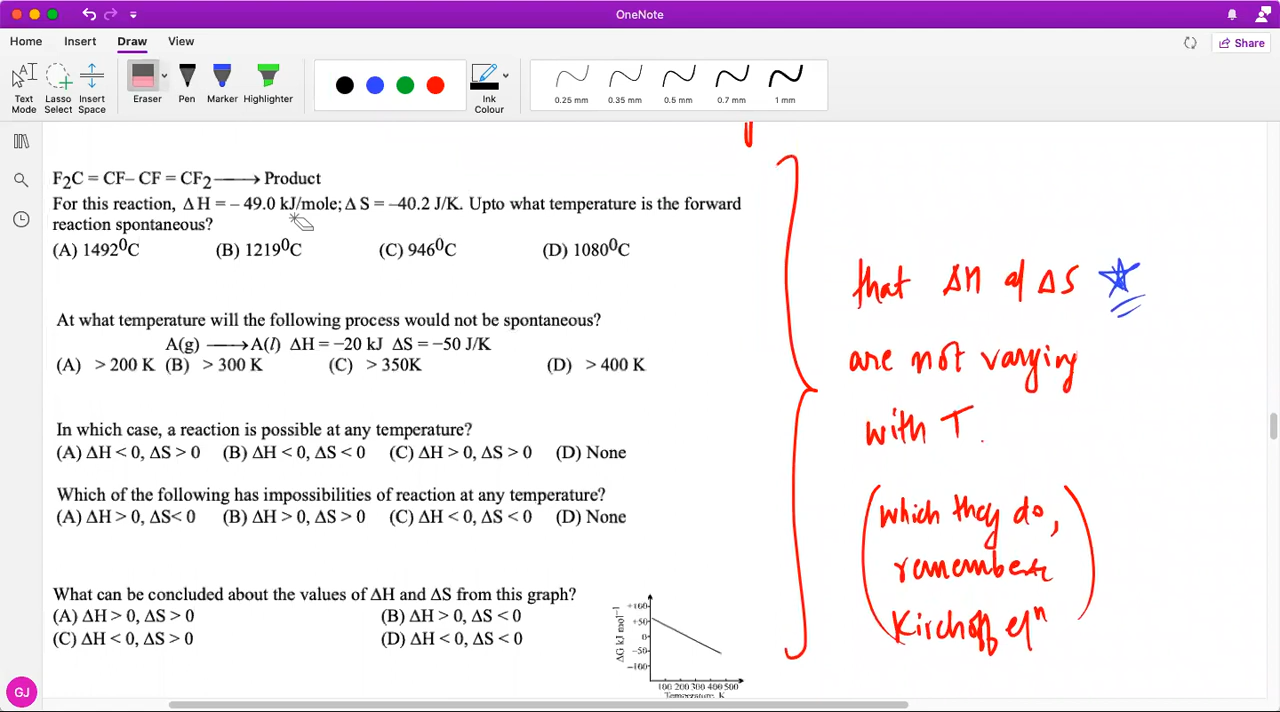 OneNote
Home Insert Draw View
Share
Text Mode
Lasso Select
Insert Space
Eraser
Pen
Marker
Highlighter
Ink Colour
0.25 mm 0.35 mm 0.5 mm 0.7 mm 1 mm
F₂C = CF– CF = CF₂ ⟶ Product
For this reaction, Δ H = – 49.0 kJ/mole; Δ S = –40.2 J/K. Upto what temperature is the forward
reaction spontaneous?
(A) 1492⁰C (B) 1219⁰C (C) 946⁰C (D) 1080⁰C
At what temperature will the following process would not be spontaneous?
A(g) ⟶ A(l) ΔH = −20 kJ ΔS = −50 J/K
(A) > 200 K (B) > 300 K (C) > 350K (D) > 400 K
In which case, a reaction is possible at any temperature?
(A) ΔH < 0, ΔS > 0 (B) ΔH < 0, ΔS < 0 (C) ΔH > 0, ΔS > 0 (D) None
Which of the following has impossibilities of reaction at any temperature?
(A) ΔH > 0, ΔS< 0 (B) ΔH > 0, ΔS > 0 (C) ΔH < 0, ΔS < 0 (D) None
What can be concluded about the values of ΔH and ΔS from this graph?
(A) ΔH > 0, ΔS > 0 (B) ΔH > 0, ΔS < 0
(C) ΔH < 0, ΔS > 0 (D) ΔH < 0, ΔS < 0
ΔG kJ mol⁻¹
+50
0
−50
−100
100 200 300 400 500
Temperature, K
that ΔH & ΔS
are not varying
with T.
(which they do,
remember
Kirchoff eqⁿ)
GJ